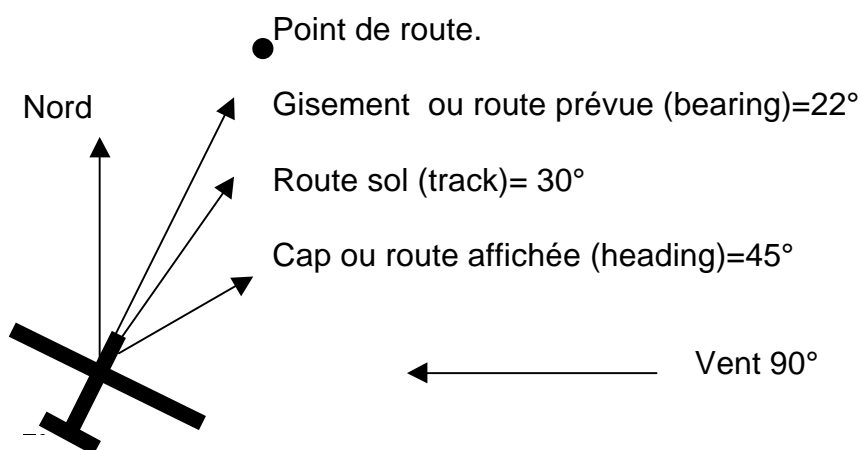 Point de route.
Nord
Gisement ou route prévue (bearing)=22°
Route sol (track)= 30°
Cap ou route affichée (heading)=45°
Vent 90°